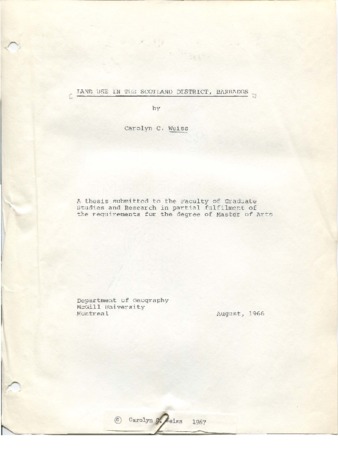 LAND USE IN THE SCOTLAND DISTRICT, BARBADOS
by
Carolyn C. Weiss
A thesis submitted to the Faculty of Graduate
Studies and Research in partial fulfilment of
the requirements for the degree of Master of Arts
Department of Geography
McGill University
Montreal August, 1966
© Carolyn C. Weiss 1967